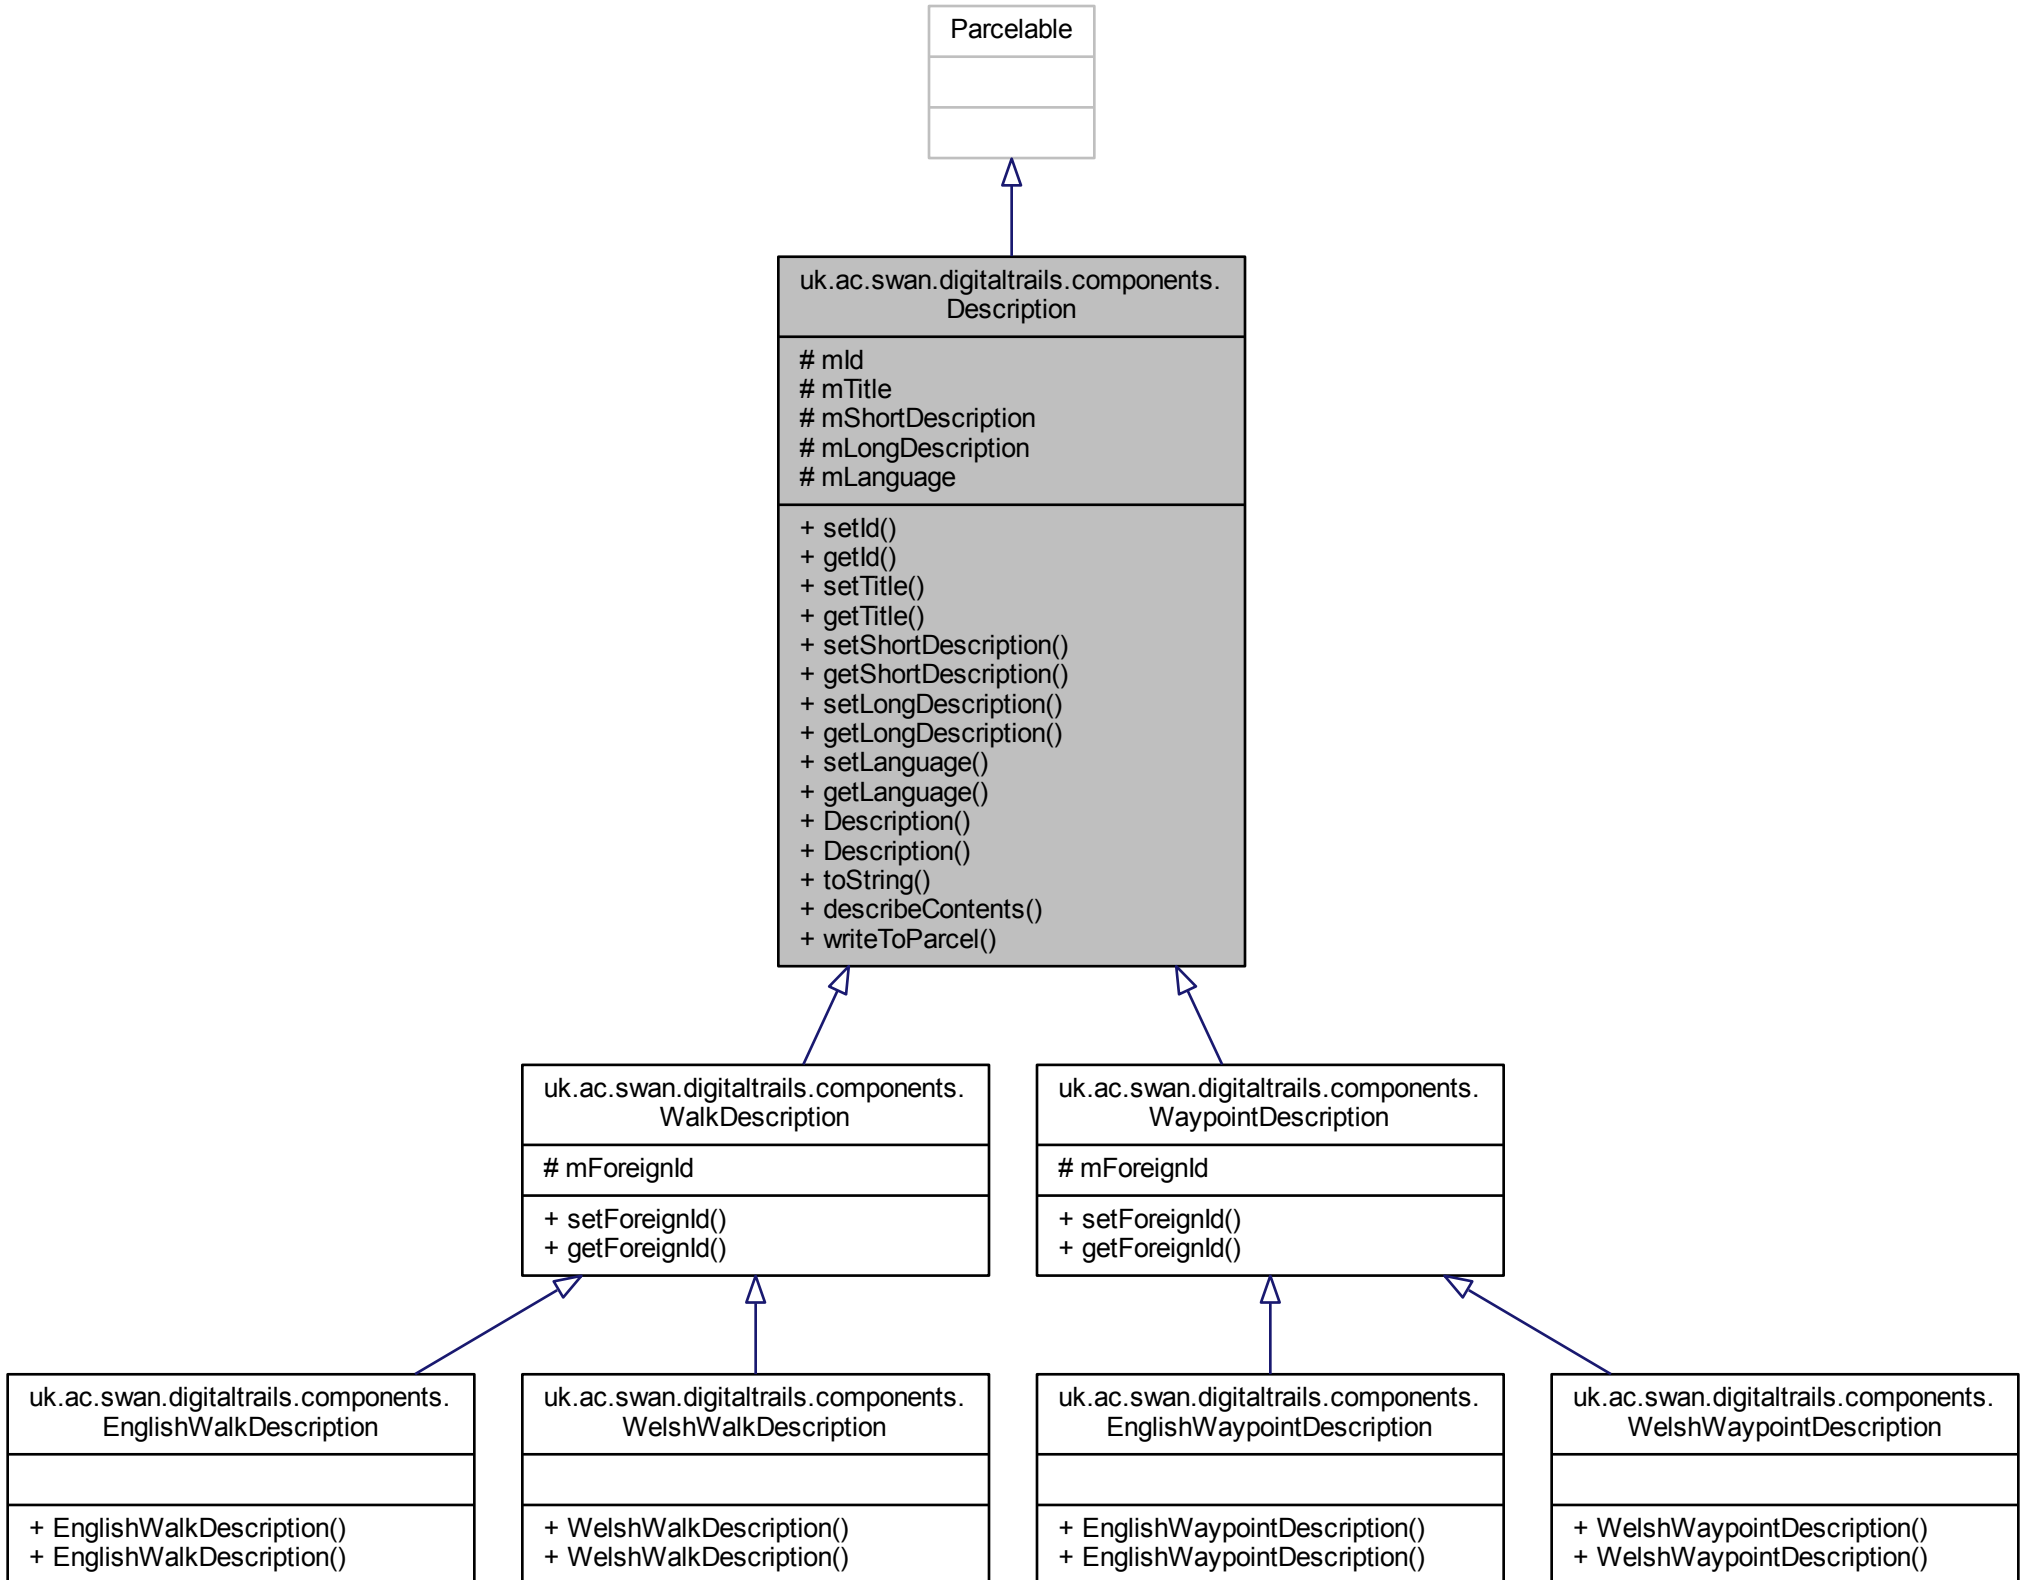 Parcelable
uk.ac.swan.digitaltrails.components.
Description
# mId
# mTitle
# mShortDescription
# mLongDescription
# mLanguage
+ setId()
+ getId()
+ setTitle()
+ getTitle()
+ setShortDescription()
+ getShortDescription()
+ setLongDescription()
+ getLongDescription()
+ setLanguage()
+ getLanguage()
+ Description()
+ Description()
+ toString()
+ describeContents()
+ writeToParcel()
uk.ac.swan.digitaltrails.components.
WalkDescription
# mForeignId
+ setForeignId()
+ getForeignId()
uk.ac.swan.digitaltrails.components.
WaypointDescription
# mForeignId
+ setForeignId()
+ getForeignId()
uk.ac.swan.digitaltrails.components.
EnglishWalkDescription
+ EnglishWalkDescription()
+ EnglishWalkDescription()
uk.ac.swan.digitaltrails.components.
WelshWalkDescription
+ WelshWalkDescription()
+ WelshWalkDescription()
uk.ac.swan.digitaltrails.components.
EnglishWaypointDescription
+ EnglishWaypointDescription()
+ EnglishWaypointDescription()
uk.ac.swan.digitaltrails.components.
WelshWaypointDescription
+ WelshWaypointDescription()
+ WelshWaypointDescription()